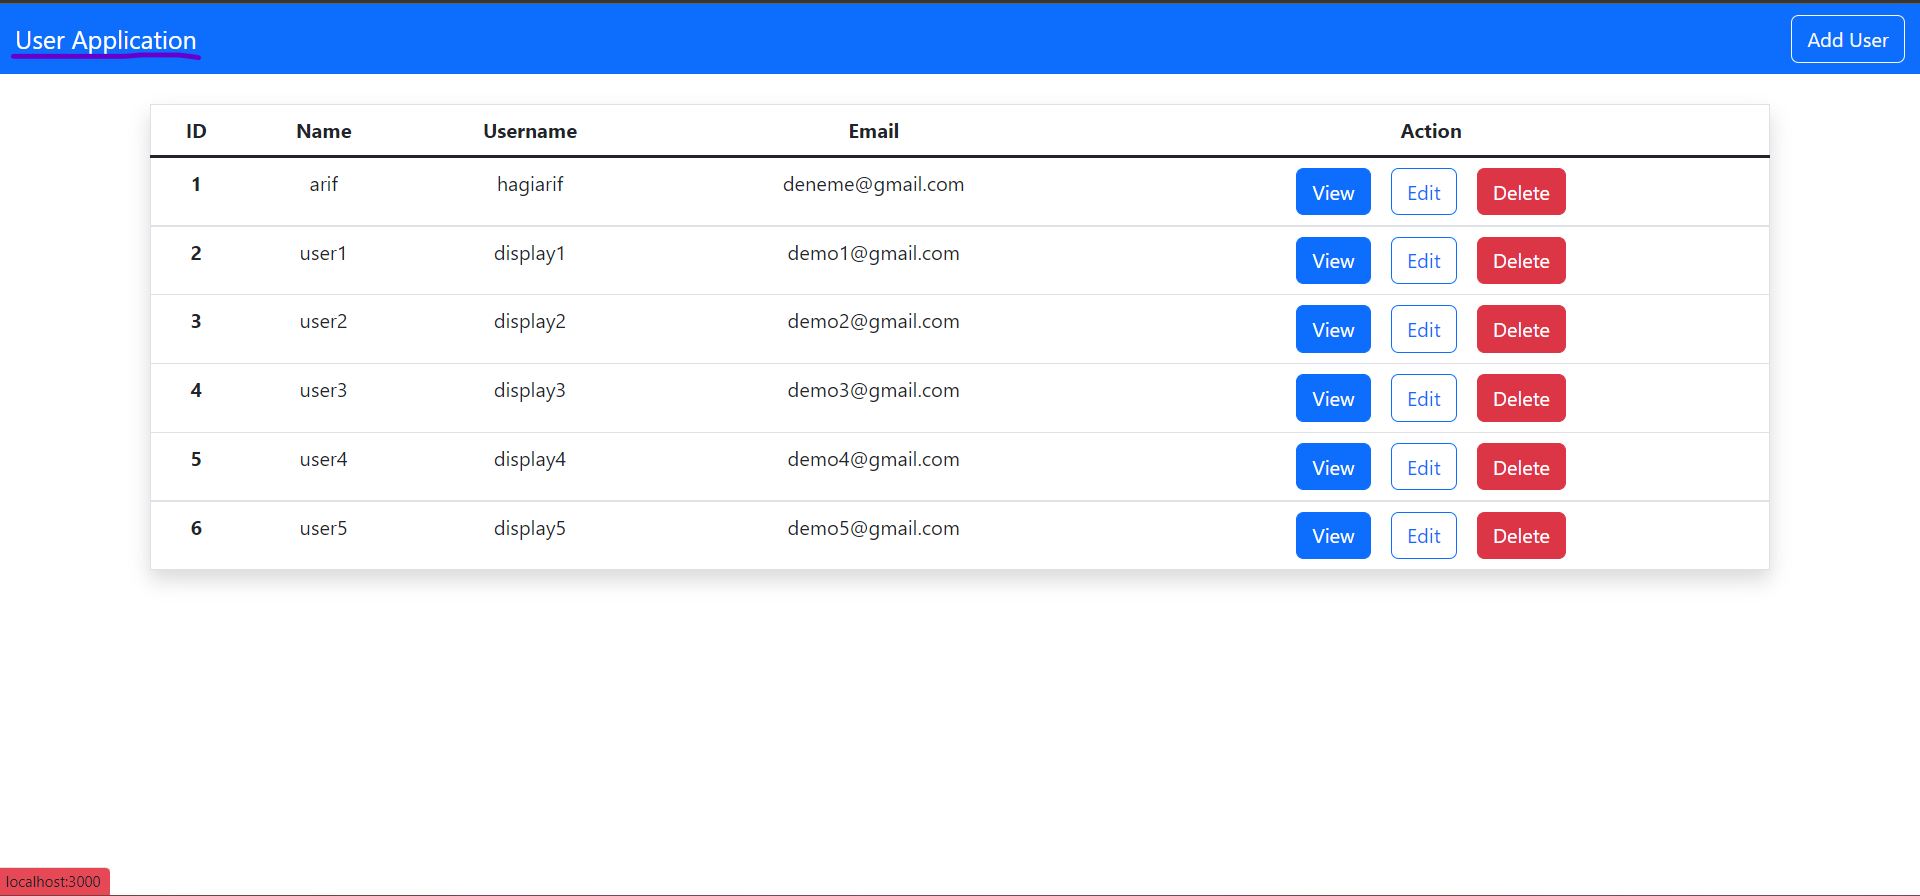 User Application Add User
ID Name Username Email Action
1 arif hagiarif deneme@gmail.com View Edit Delete
2 user1 display1 demo1@gmail.com View Edit Delete
3 user2 display2 demo2@gmail.com View Edit Delete
4 user3 display3 demo3@gmail.com View Edit Delete
5 user4 display4 demo4@gmail.com View Edit Delete
6 user5 display5 demo5@gmail.com View Edit Delete
localhost:3000